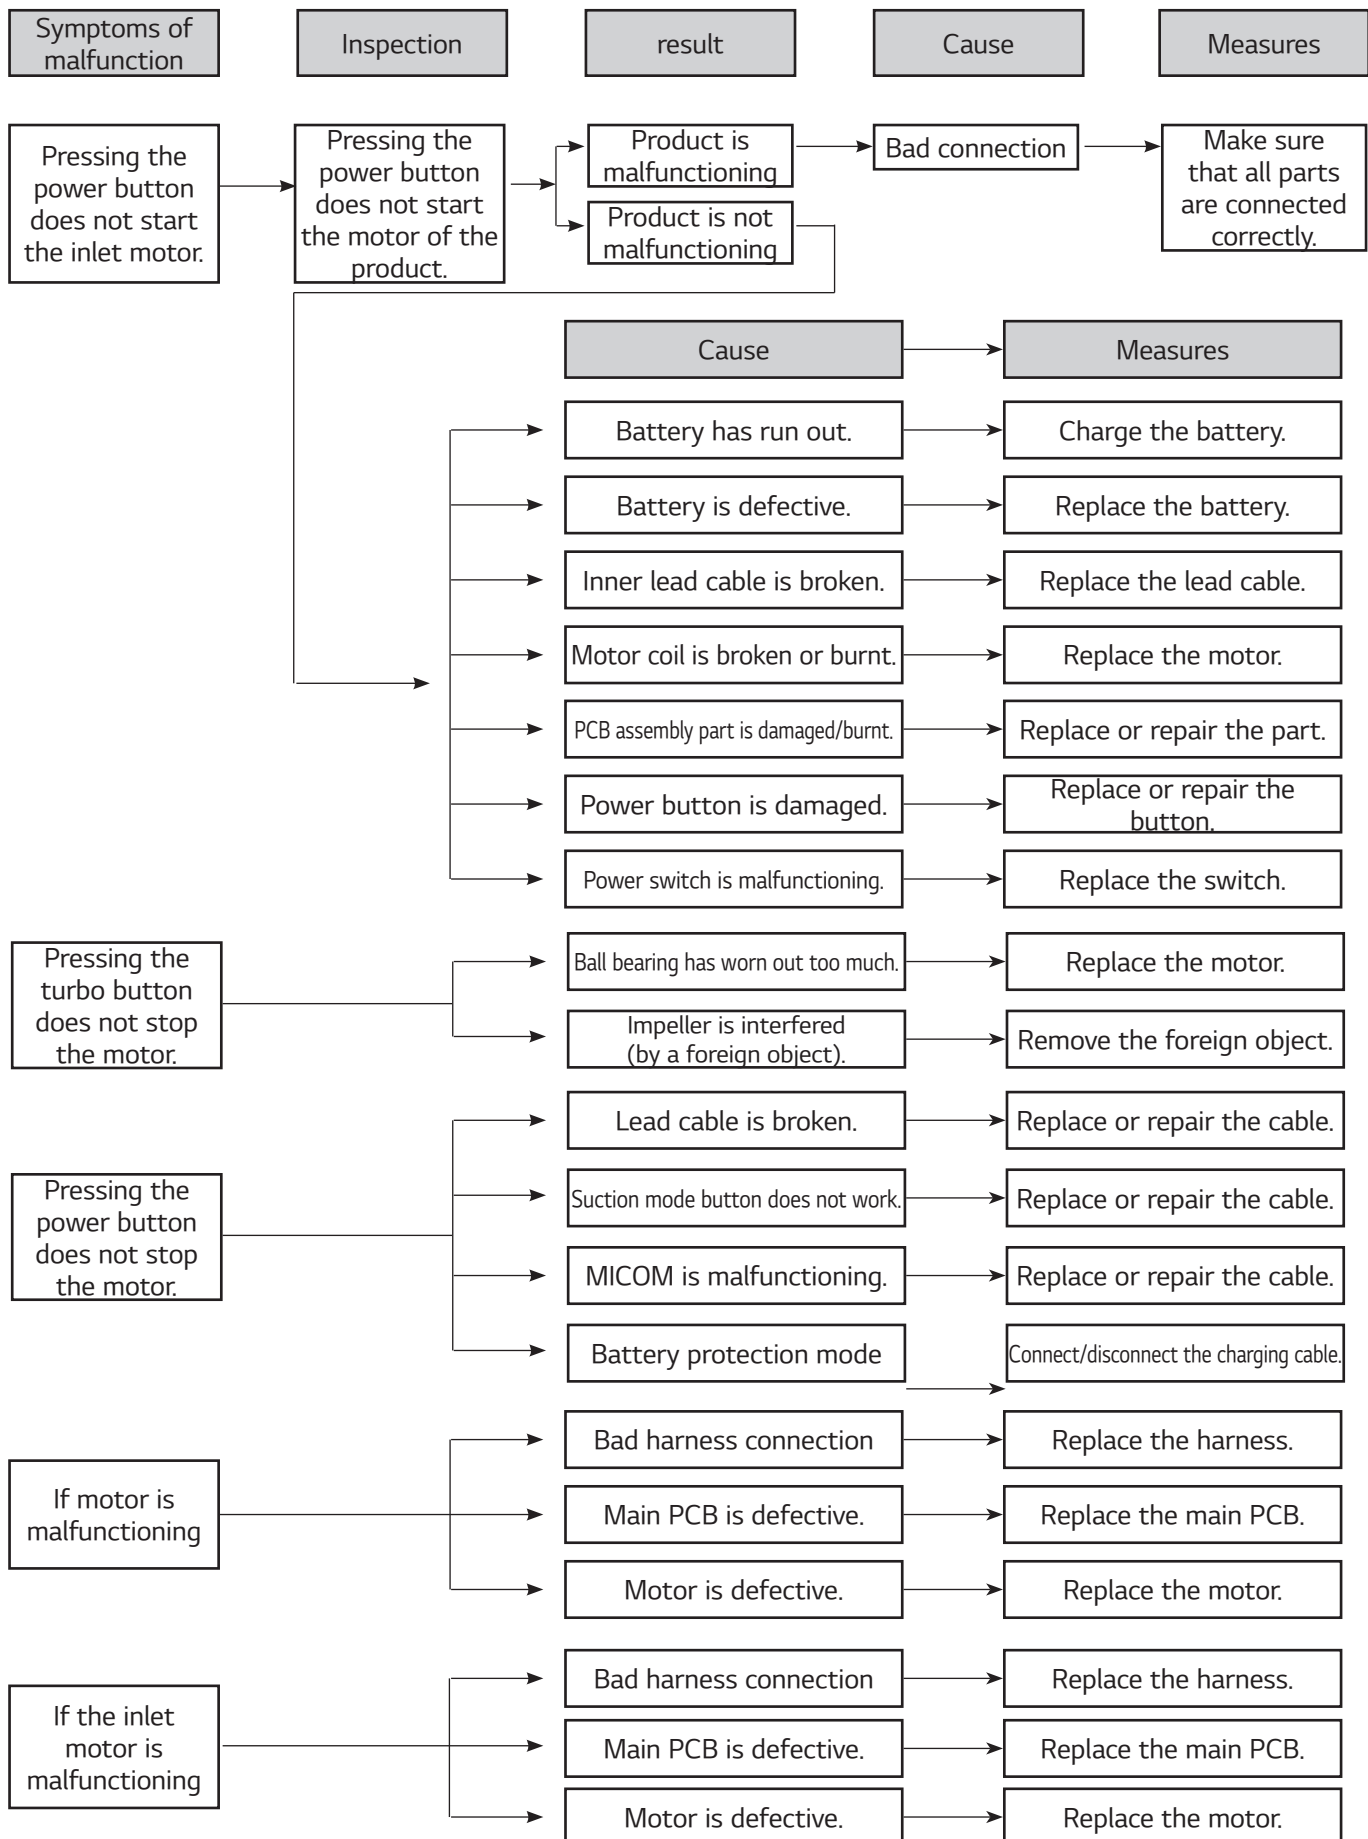 Symptoms of
malfunction
Inspection
result
Cause
Measures
Pressing the
power button
does not start
the inlet motor.
Pressing the
power button
does not start
the motor of the
product.
Product is
malfunctioning
Bad connection
Make sure
that all parts
are connected
correctly.
Product is not
malfunctioning
Cause
Measures
Battery has run out.
Charge the battery.
Battery is defective.
Replace the battery.
Inner lead cable is broken.
Replace the lead cable.
Motor coil is broken or burnt.
Replace the motor.
PCB assembly part is damaged/burnt.
Replace or repair the part.
Power button is damaged.
Replace or repair the
button.
Power switch is malfunctioning.
Replace the switch.
Pressing the
turbo button
does not stop
the motor.
Ball bearing has worn out too much.
Replace the motor.
Impeller is interfered
(by a foreign object).
Remove the foreign object.
Pressing the
power button
does not stop
the motor.
Lead cable is broken.
Replace or repair the cable.
Suction mode button does not work.
Replace or repair the cable.
MICOM is malfunctioning.
Replace or repair the cable.
Battery protection mode
Connect/disconnect the charging cable.
If motor is
malfunctioning
Bad harness connection
Replace the harness.
Main PCB is defective.
Replace the main PCB.
Motor is defective.
Replace the motor.
If the inlet
motor is
malfunctioning
Bad harness connection
Replace the harness.
Main PCB is defective.
Replace the main PCB.
Motor is defective.
Replace the motor.